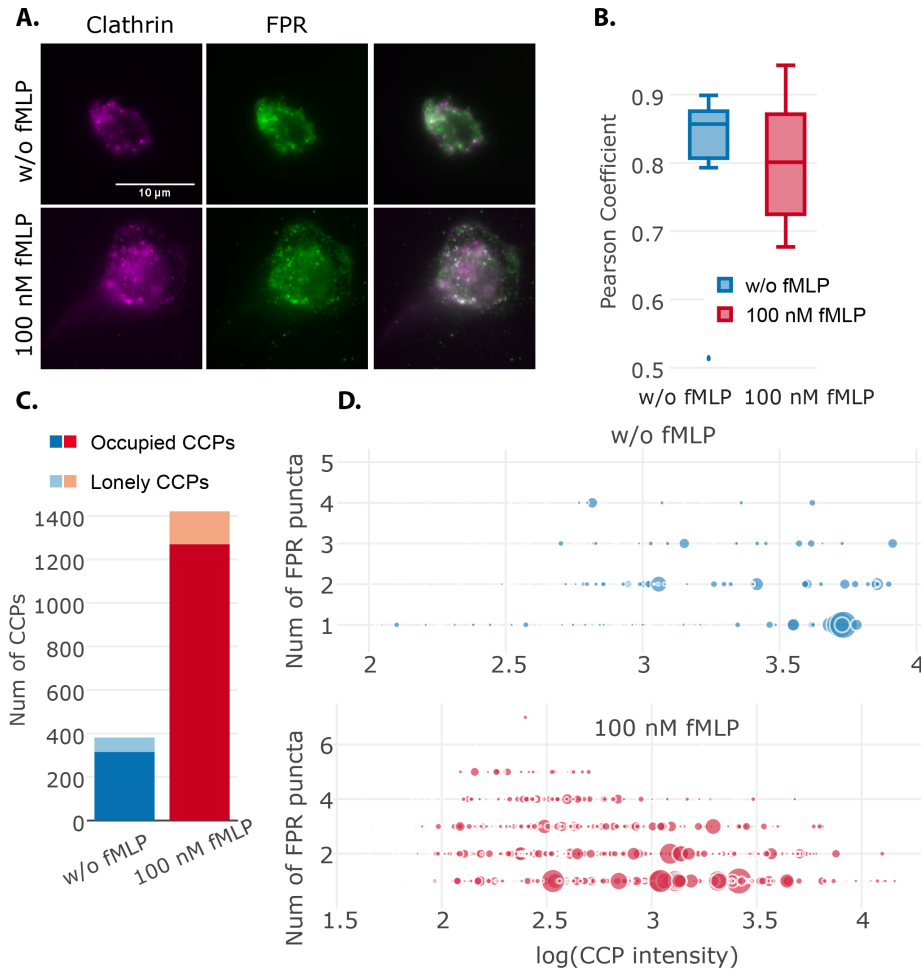 A.
Clathrin
FPR
w/o fMLP
10 µm
100 nM fMLP
B.
Pearson Coefficient
0.9
0.8
0.7
0.6
0.5
w/o fMLP
100 nM fMLP
w/o fMLP 100 nM fMLP
C.
Occupied CCPs
Lonely CCPs
Num of CCPs
1400
1200
1000
800
600
400
200
0
w/o fMLP
100 nM fMLP
D.
w/o fMLP
Num of FPR puncta
5
4
3
2
1
2 2.5 3 3.5 4
100 nM fMLP
Num of FPR puncta
6
4
2
1.5 2 2.5 3 3.5 4
log(CCP intensity)